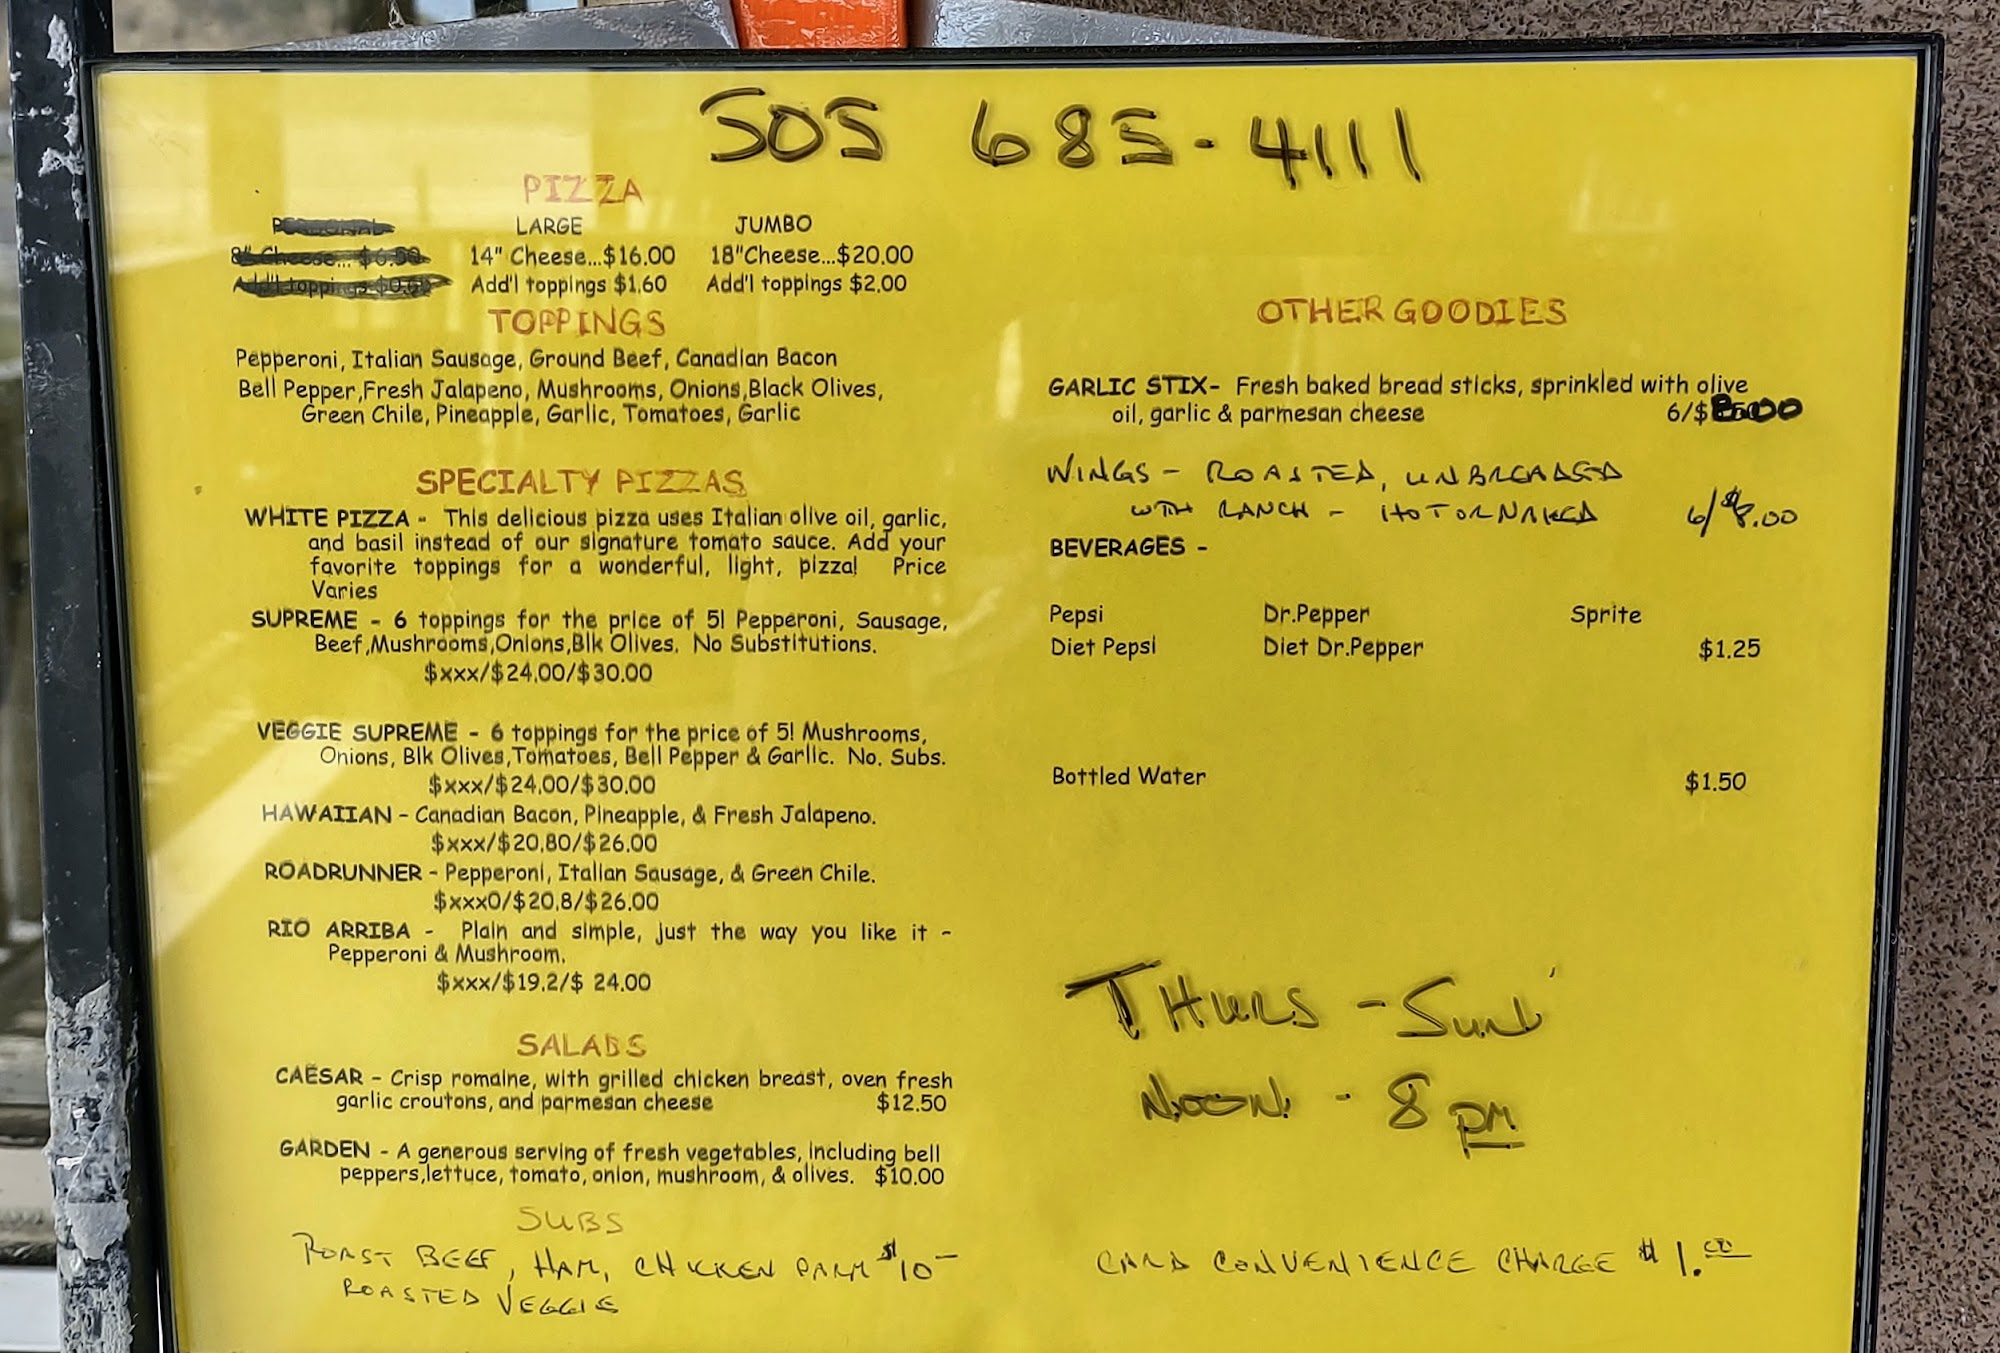 505 685-4111
PIZZA
LARGE JUMBO
14" Cheese...$16.00 18"Cheese...$20.00
Add'l toppings $1.60 Add'l toppings $2.00
TOPPINGS
Pepperoni, Italian Sausage, Ground Beef, Canadian Bacon
Bell Pepper,Fresh Jalapeno, Mushrooms, Onions,Black Olives,
Green Chile, Pineapple, Garlic, Tomatoes, Garlic
SPECIALTY PIZZAS
WHITE PIZZA - This delicious pizza uses Italian olive oil, garlic,
and basil instead of our signature tomato sauce. Add your
favorite toppings for a wonderful, light, pizza! Price
Varies
SUPREME - 6 toppings for the price of 5! Pepperoni, Sausage,
Beef,Mushrooms,Onions,Blk Olives. No Substitutions.
$xxx/$24.00/$30.00
VEGGIE SUPREME - 6 toppings for the price of 5! Mushrooms,
Onions, Blk Olives,Tomatoes, Bell Pepper & Garlic. No. Subs.
$xxx/$24.00/$30.00
HAWAIIAN - Canadian Bacon, Pineapple, & Fresh Jalapeno.
$xxx/$20.80/$26.00
ROADRUNNER - Pepperoni, Italian Sausage, & Green Chile.
$xxx0/$20.8/$26.00
RIO ARRIBA - Plain and simple, just the way you like it -
Pepperoni & Mushroom.
$xxx/$19.2/$ 24.00
SALADS
CAESAR - Crisp romaine, with grilled chicken breast, oven fresh
garlic croutons, and parmesan cheese $12.50
GARDEN - A generous serving of fresh vegetables, including bell
peppers,lettuce, tomato, onion, mushroom, & olives. $10.00
SUBS
ROAST BEEF, HAM, CHICKEN PARM $10-
ROASTED VEGGIE
OTHER GOODIES
GARLIC STIX- Fresh baked bread sticks, sprinkled with olive
oil, garlic & parmesan cheese 6/$8.00
WINGS - ROASTED, UNBREADED
WITH RANCH - HOT OR NAKED 6/$8.00
BEVERAGES -
Pepsi Dr.Pepper Sprite
Diet Pepsi Diet Dr.Pepper $1.25
Bottled Water $1.50
THURS - SUN
NOON - 8 pm
CARD CONVENIENCE CHARGE $1.00